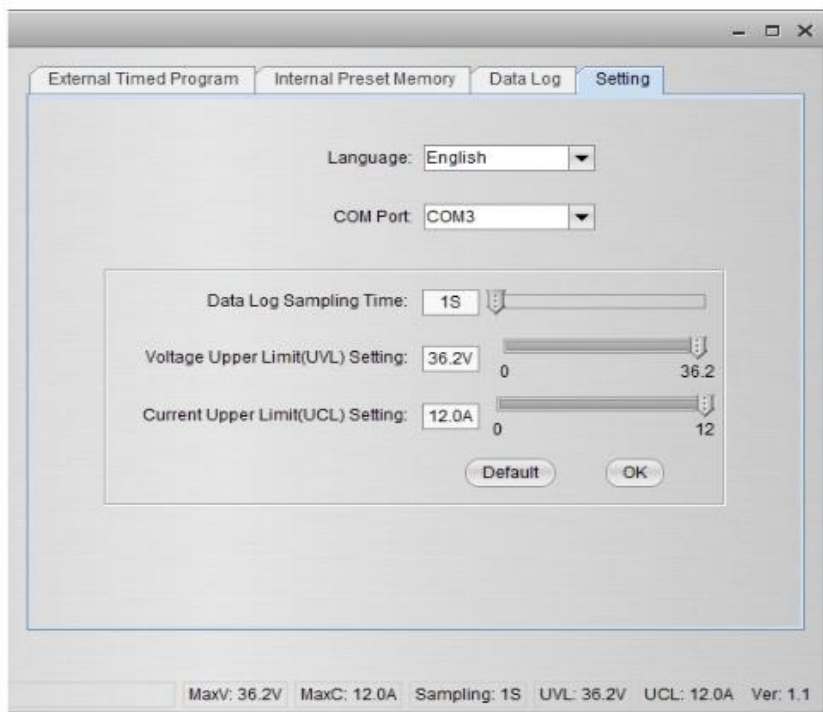 External Timed Program Internal Preset Memory Data Log Setting
Language: English
COM Port: COM3
Data Log Sampling Time: 1S
Voltage Upper Limit(UVL) Setting: 36.2V
0 36.2
Current Upper Limit(UCL) Setting: 12.0A
0 12
Default OK
MaxV: 36.2V MaxC: 12.0A Sampling: 1S UVL: 36.2V UCL: 12.0A Ver: 1.1